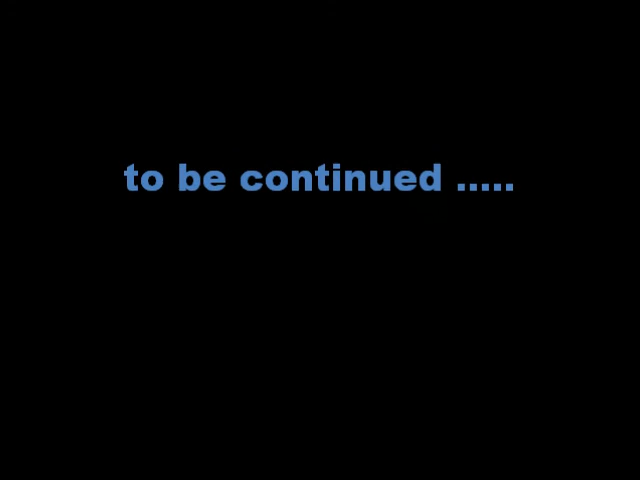 to be continued .....